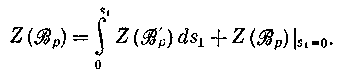 Z(ℬ_p) = ∫_0^{s_1} Z(ℬ'_p) ds_1 + Z(ℬ_p)|_{s_1=0}.